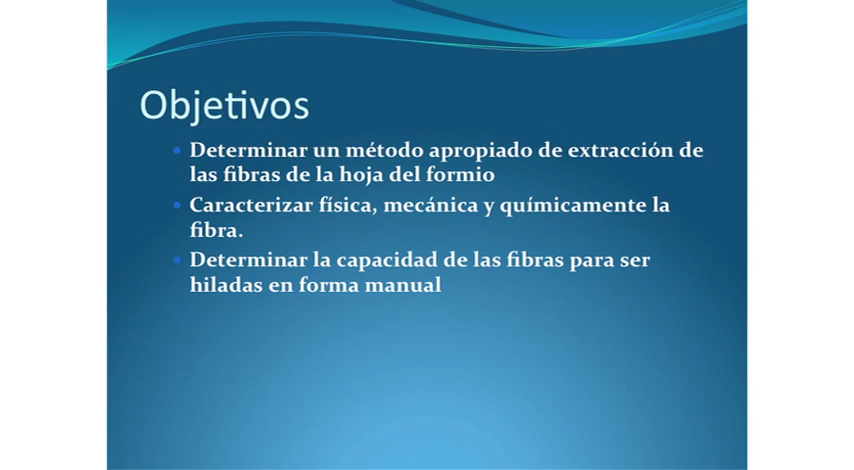 Objetivos
Determinar un método apropiado de extracción de
las fibras de la hoja del formio
Caracterizar física, mecánica y químicamente la
fibra.
Determinar la capacidad de las fibras para ser
hiladas en forma manual